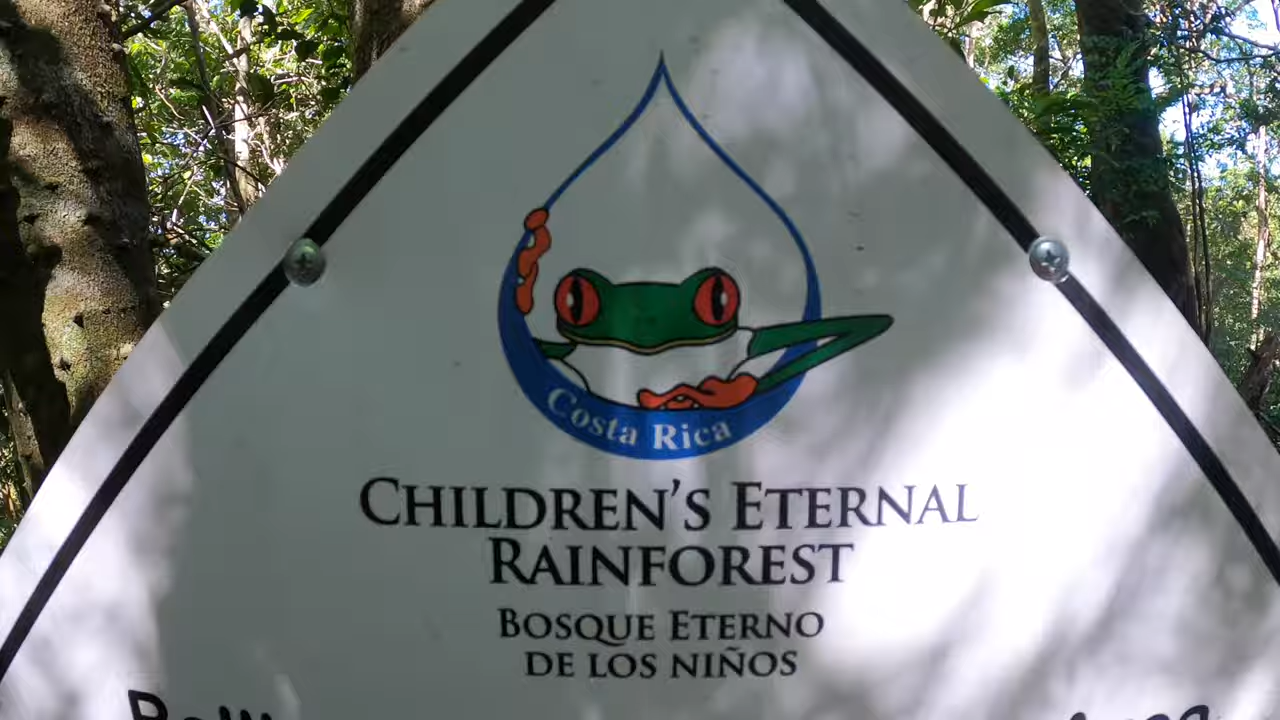 Costa Rica
CHILDREN'S ETERNAL
RAINFOREST
BOSQUE ETERNO
DE LOS NIÑOS